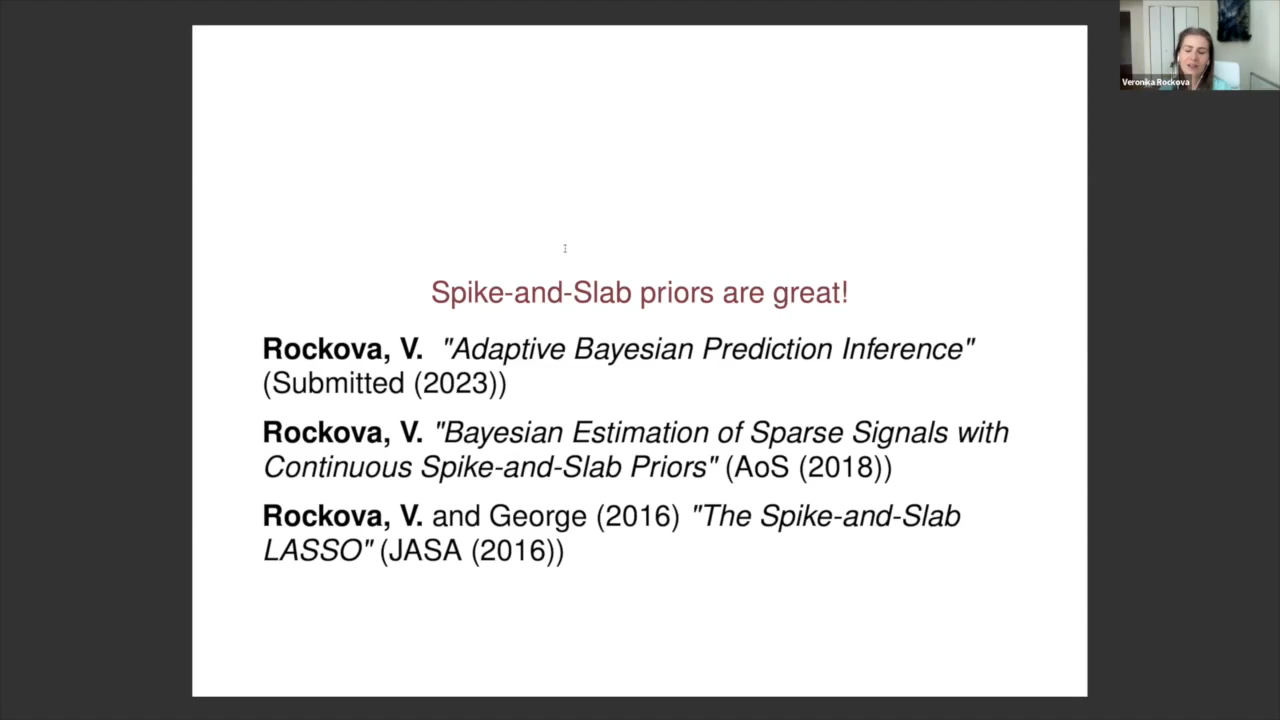 Veronika Rockova
Spike-and-Slab priors are great!
Rockova, V. "Adaptive Bayesian Prediction Inference"
(Submitted (2023))
Rockova, V. "Bayesian Estimation of Sparse Signals with
Continuous Spike-and-Slab Priors" (AoS (2018))
Rockova, V. and George (2016) "The Spike-and-Slab
LASSO" (JASA (2016))